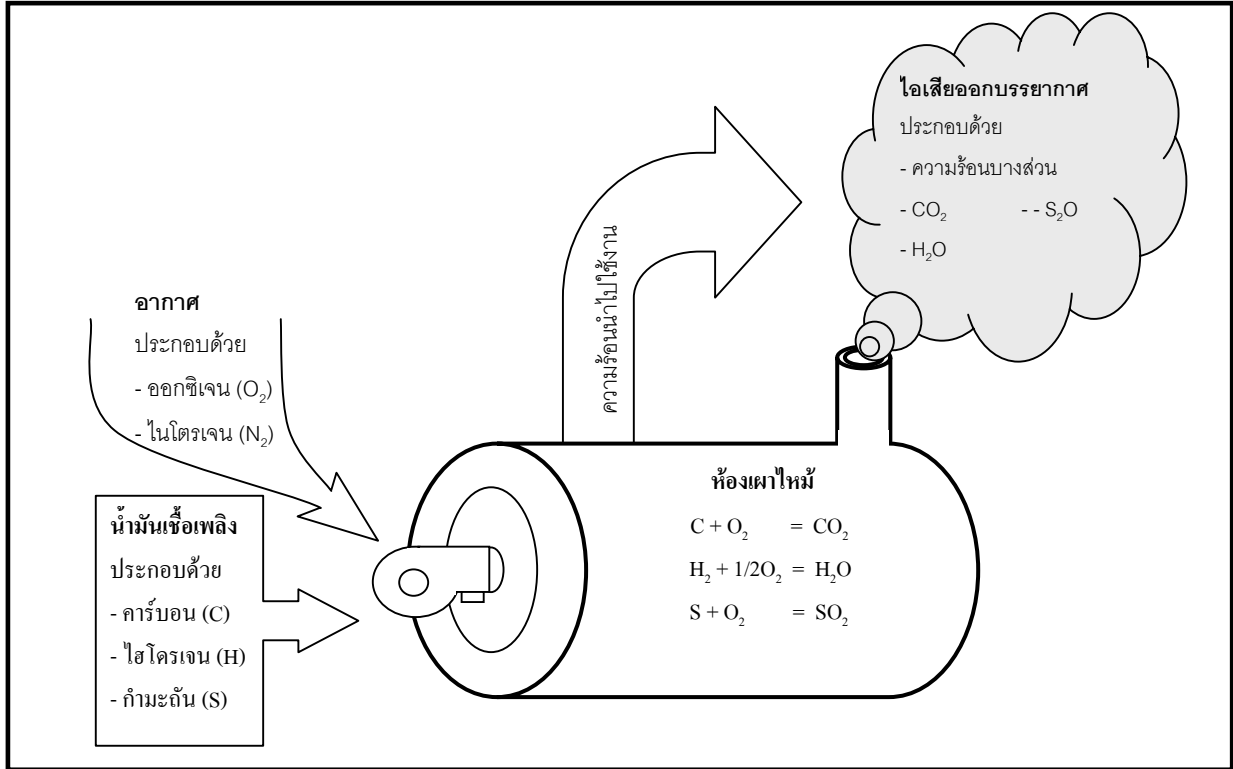 ไอเสียออกบรรยากาศ
ประกอบด้วย
- ความร้อนบางส่วน
- CO₂ - - S₂O
- H₂O
ความร้อนนำไปใช้งาน
อากาศ
ประกอบด้วย
- ออกซิเจน (O₂)
- ไนโตรเจน (N₂)
น้ำมันเชื้อเพลิง
ประกอบด้วย
- คาร์บอน (C)
- ไฮโดรเจน (H)
- กำมะถัน (S)
ห้องเผาไหม้
C + O₂ = CO₂
H₂ + 1/2O₂ = H₂O
S + O₂ = SO₂